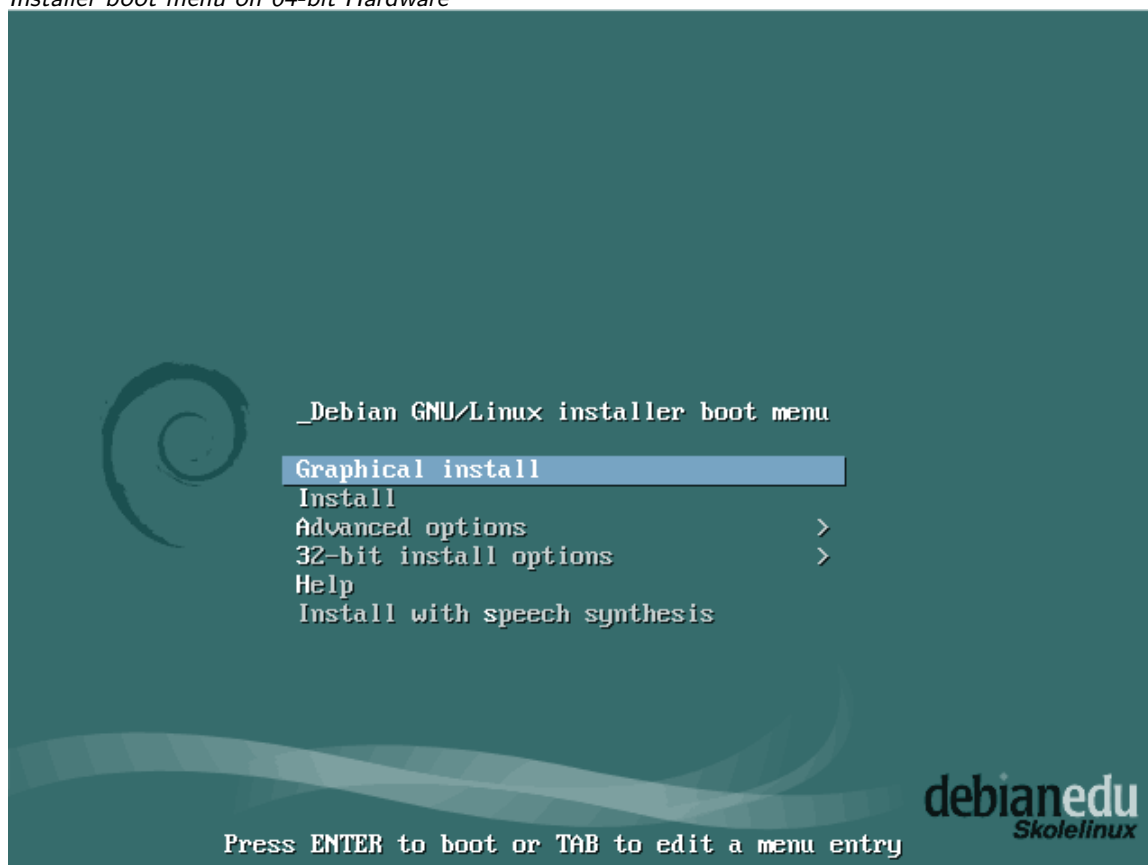 Installer boot menu on 64-bit Hardware
_Debian GNU/Linux installer boot menu
Graphical install
Install
Advanced options >
32-bit install options >
Help
Install with speech synthesis
debianedu
Skolelinux
Press ENTER to boot or TAB to edit a menu entry